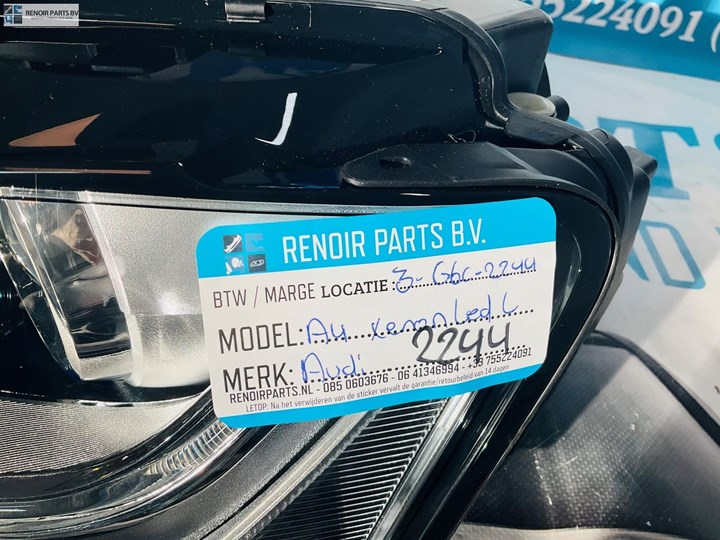 RENOIR PARTS BV.
5224091 (
RENOIR PARTS B.V.
BTW / MARGE LOCATIE: 3-G6C-2244
MODEL: A4 xenon led L
2244
MERK: Audi
RENOIRPARTS.NL - 085 0603676 - 06 41346994 - +39 755224091
LETOP: Na het verwijderen van de sticker vervalt de garantie/retourbeleid van 14 dagen